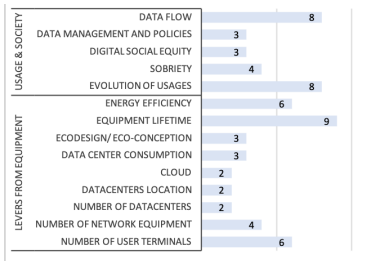 USAGE & SOCIETY
DATA FLOW 8
DATA MANAGEMENT AND POLICIES 3
DIGITAL SOCIAL EQUITY 3
SOBRIETY 4
EVOLUTION OF USAGES 8
LEVERS FROM EQUIPMENT
ENERGY EFFICIENCY 6
EQUIPMENT LIFETIME 9
ECODESIGN/ ECO-CONCEPTION 3
DATA CENTER CONSUMPTION 3
CLOUD 2
DATACENTERS LOCATION 2
NUMBER OF DATACENTERS 2
NUMBER OF NETWORK EQUIPMENT 4
NUMBER OF USER TERMINALS 6